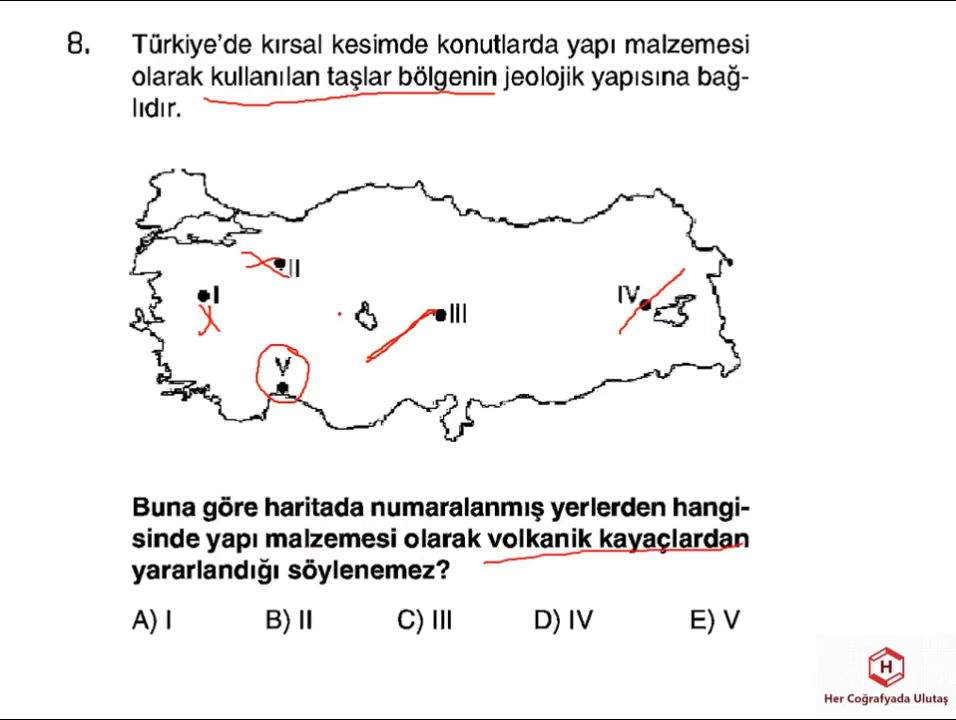 8. Türkiye'de kırsal kesimde konutlarda yapı malzemesi
olarak kullanılan taşlar bölgenin jeolojik yapısına bağ-
lıdır.
II
I
IV
III
V
Buna göre haritada numaralanmış yerlerden hangi-
sinde yapı malzemesi olarak volkanik kayaçlardan
yararlandığı söylenemez?
A) I B) II C) III D) IV E) V
H
Her Coğrafyada Ulutaş